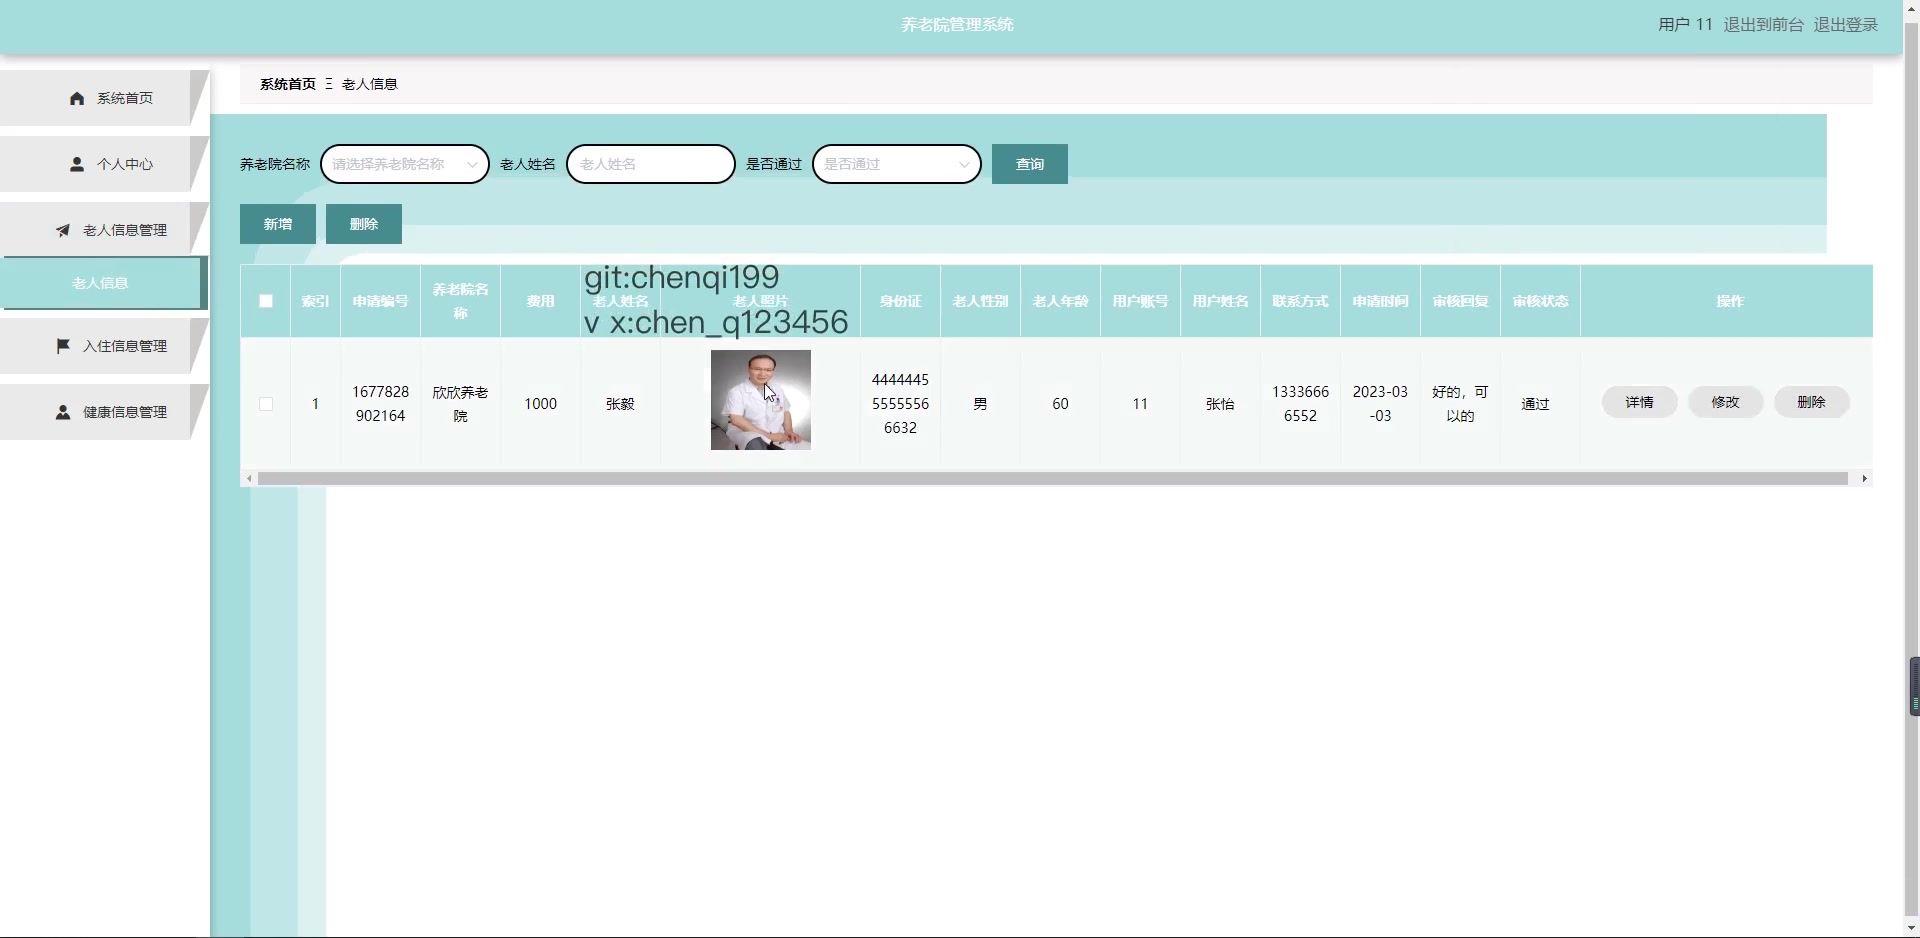 养老院管理系统
用户 11 退出到前台 退出登录
系统首页 Ξ 老人信息
系统首页
个人中心
老人信息管理
老人信息
入住信息管理
健康信息管理
养老院名称 请选择养老院名称 老人姓名 老人姓名 是否通过 是否通过 查询
新增 删除
git:chenqi199
v x:chen_q123456
索引 申请编号 养老院名称 费用 老人姓名 老人照片 身份证 老人性别 老人年龄 用户账号 用户姓名 联系方式 申请时间 审核回复 审核状态 操作
1 1677828902164 欣欣养老院 1000 张毅 444444555555566632 男 60 11 张怡 13336666552 2023-03-03 好的，可以的 通过 详情 修改 删除